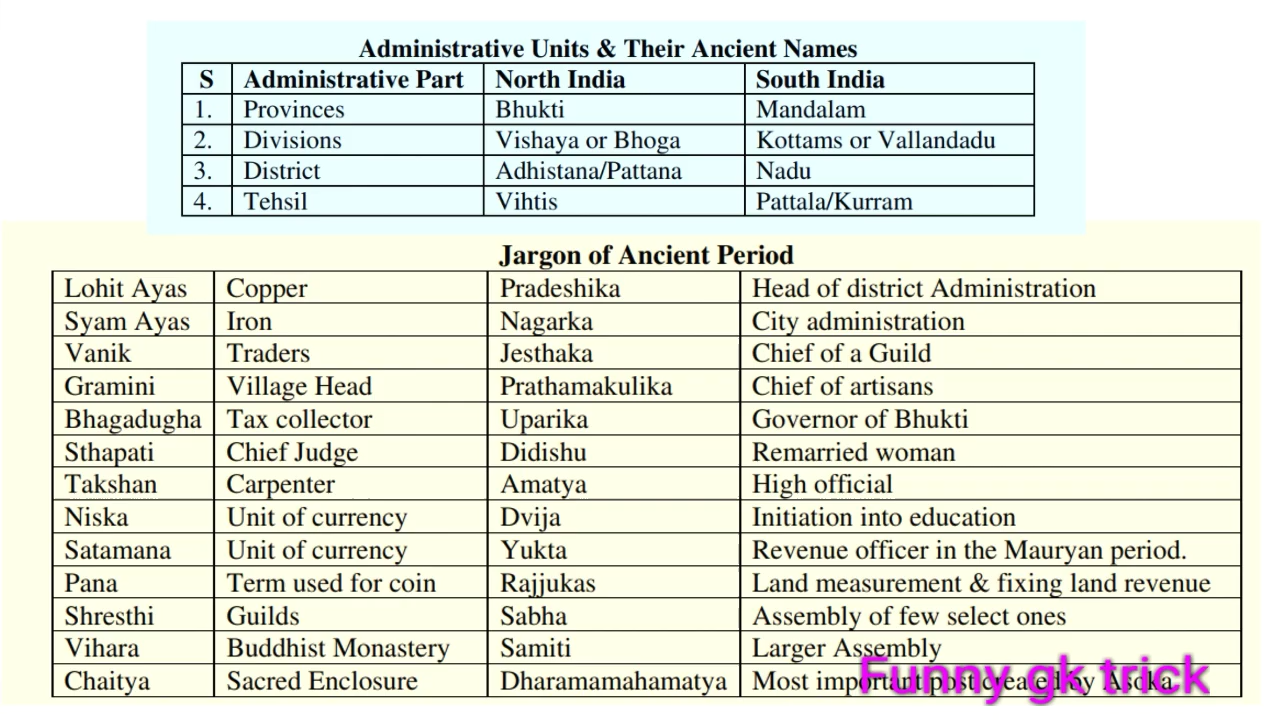 Administrative Units & Their Ancient Names
S Administrative Part North India South India
1. Provinces Bhukti Mandalam
2. Divisions Vishaya or Bhoga Kottams or Vallandadu
3. District Adhistana/Pattana Nadu
4. Tehsil Vihtis Pattala/Kurram
Jargon of Ancient Period
Lohit Ayas Copper Pradeshika Head of district Administration
Syam Ayas Iron Nagarka City administration
Vanik Traders Jesthaka Chief of a Guild
Gramini Village Head Prathamakulika Chief of artisans
Bhagadugha Tax collector Uparika Governor of Bhukti
Sthapati Chief Judge Didishu Remarried woman
Takshan Carpenter Amatya High official
Niska Unit of currency Dvija Initiation into education
Satamana Unit of currency Yukta Revenue officer in the Mauryan period.
Pana Term used for coin Rajjukas Land measurement & fixing land revenue
Shresthi Guilds Sabha Assembly of few select ones
Vihara Buddhist Monastery Samiti Larger Assembly
Chaitya Sacred Enclosure Dharamamahamatya Most important post created by Asoka
Funny gk trick